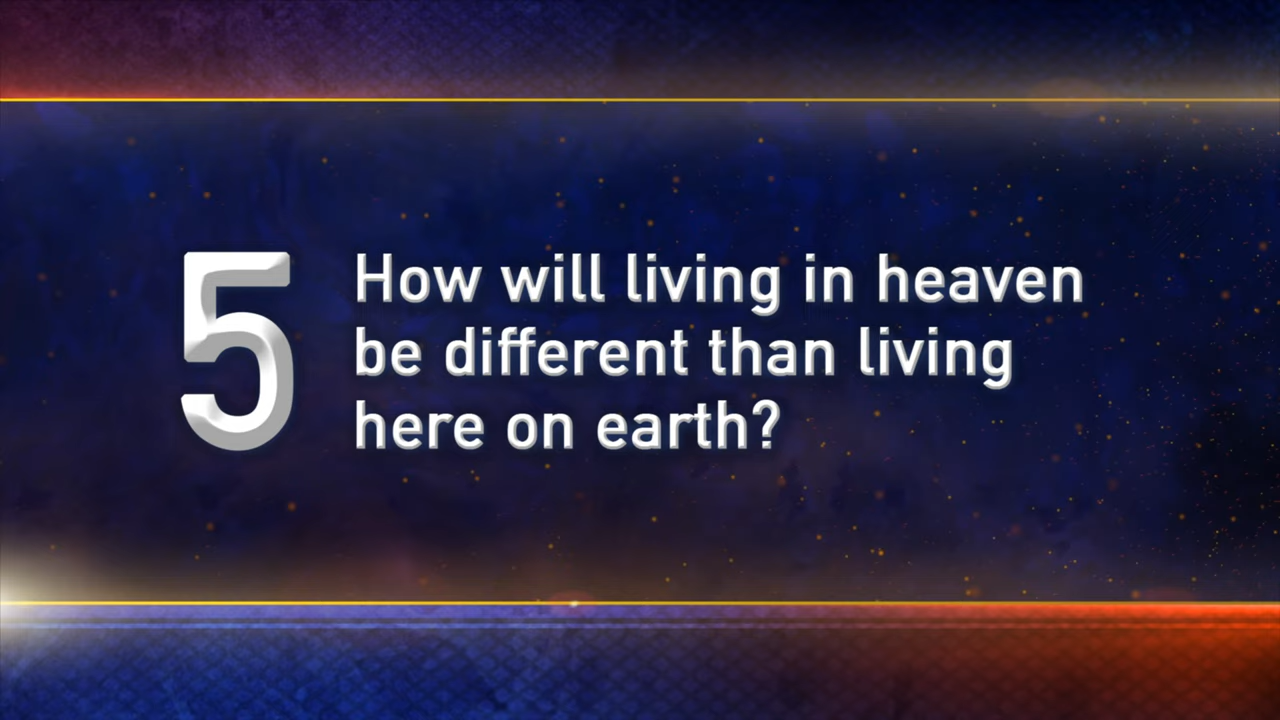 5
How will living in heaven
be different than living
here on earth?